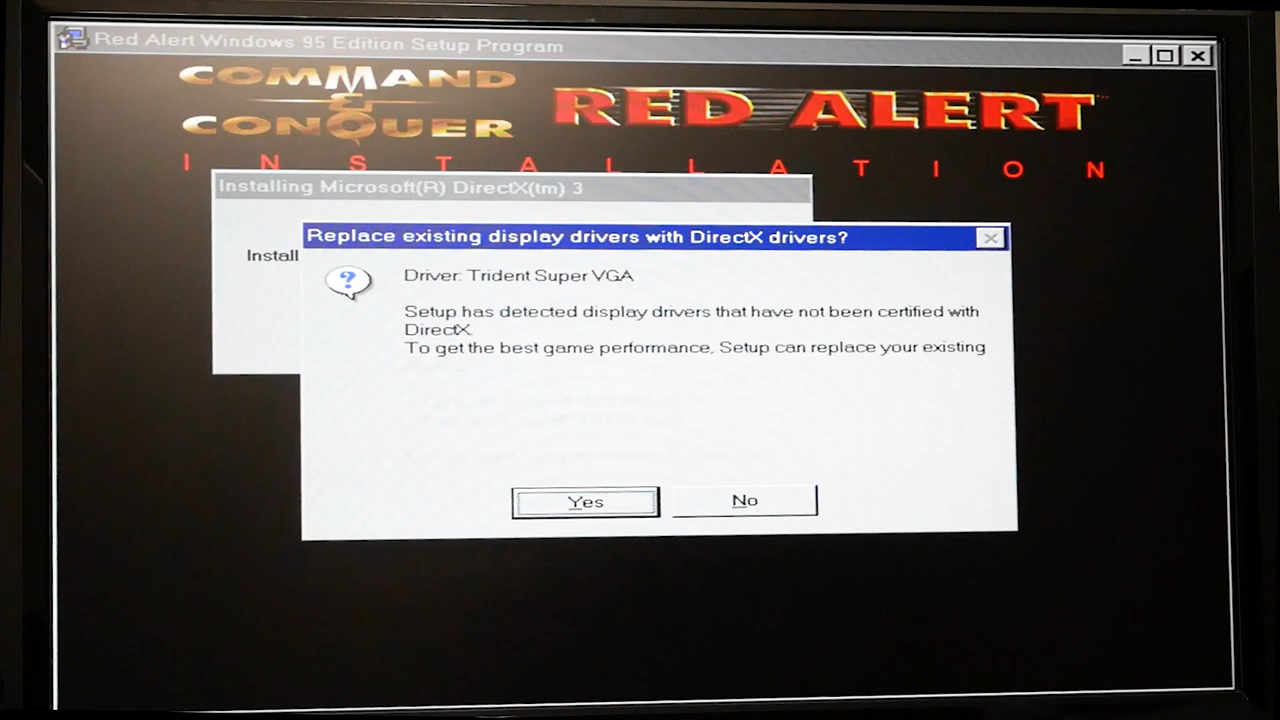 Red Alert Windows 95 Edition Setup Program
COMMAND
&
CONQUER
RED ALERT
INSTALLATION
Installing Microsoft(R) DirectX(tm) 3
Install
Replace existing display drivers with DirectX drivers?
Driver: Trident Super VGA
Setup has detected display drivers that have not been certified with
DirectX.
To get the best game performance, Setup can replace your existing
Yes
No